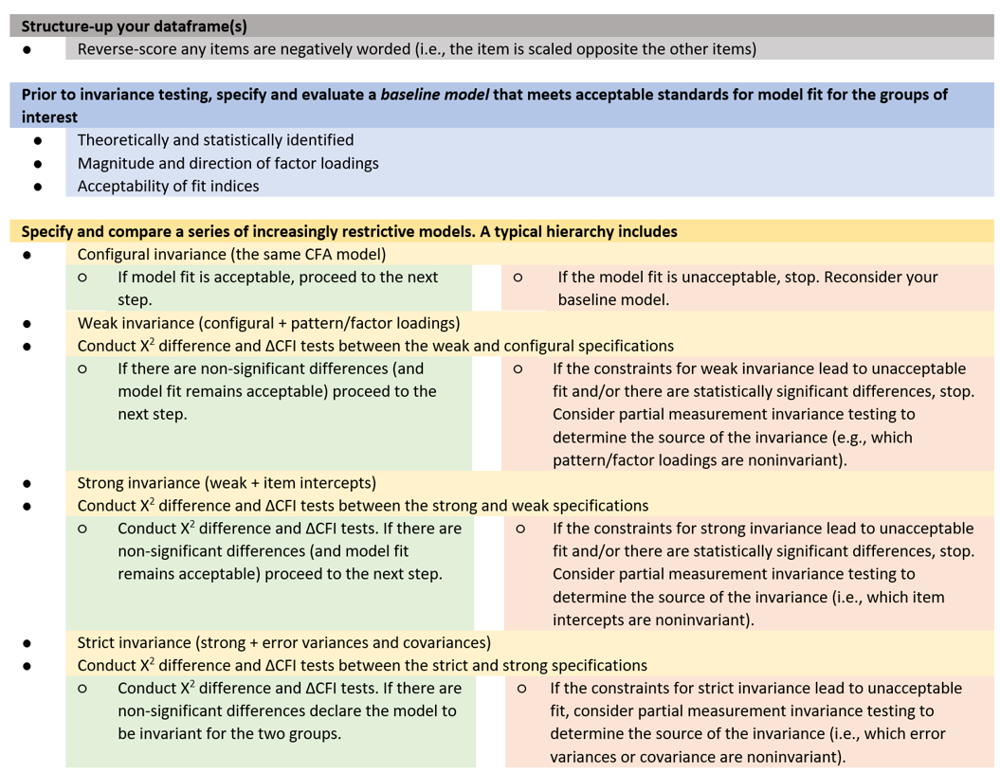 Structure-up your dataframe(s)
● Reverse-score any items are negatively worded (i.e., the item is scaled opposite the other items)
Prior to invariance testing, specify and evaluate a baseline model that meets acceptable standards for model fit for the groups of
interest
● Theoretically and statistically identified
● Magnitude and direction of factor loadings
● Acceptability of fit indices
Specify and compare a series of increasingly restrictive models. A typical hierarchy includes
● Configural invariance (the same CFA model)
○ If model fit is acceptable, proceed to the next
step.
○ If the model fit is unacceptable, stop. Reconsider your
baseline model.
● Weak invariance (configural + pattern/factor loadings)
● Conduct X² difference and ΔCFI tests between the weak and configural specifications
○ If there are non-significant differences (and
model fit remains acceptable) proceed to the
next step.
○ If the constraints for weak invariance lead to unacceptable
fit and/or there are statistically significant differences, stop.
Consider partial measurement invariance testing to
determine the source of the invariance (e.g., which
pattern/factor loadings are noninvariant).
● Strong invariance (weak + item intercepts)
● Conduct X² difference and ΔCFI tests between the strong and weak specifications
○ Conduct X² difference and ΔCFI tests. If there are
non-significant differences (and model fit
remains acceptable) proceed to the next step.
○ If the constraints for strong invariance lead to unacceptable
fit and/or there are statistically significant differences, stop.
Consider partial measurement invariance testing to
determine the source of the invariance (i.e., which item
intercepts are noninvariant).
● Strict invariance (strong + error variances and covariances)
● Conduct X² difference and ΔCFI tests between the strict and strong specifications
○ Conduct X² difference and ΔCFI tests. If there are
non-significant differences declare the model to
be invariant for the two groups.
○ If the constraints for strict invariance lead to unacceptable
fit, consider partial measurement invariance testing to
determine the source of the invariance (i.e., which error
variances or covariance are noninvariant).